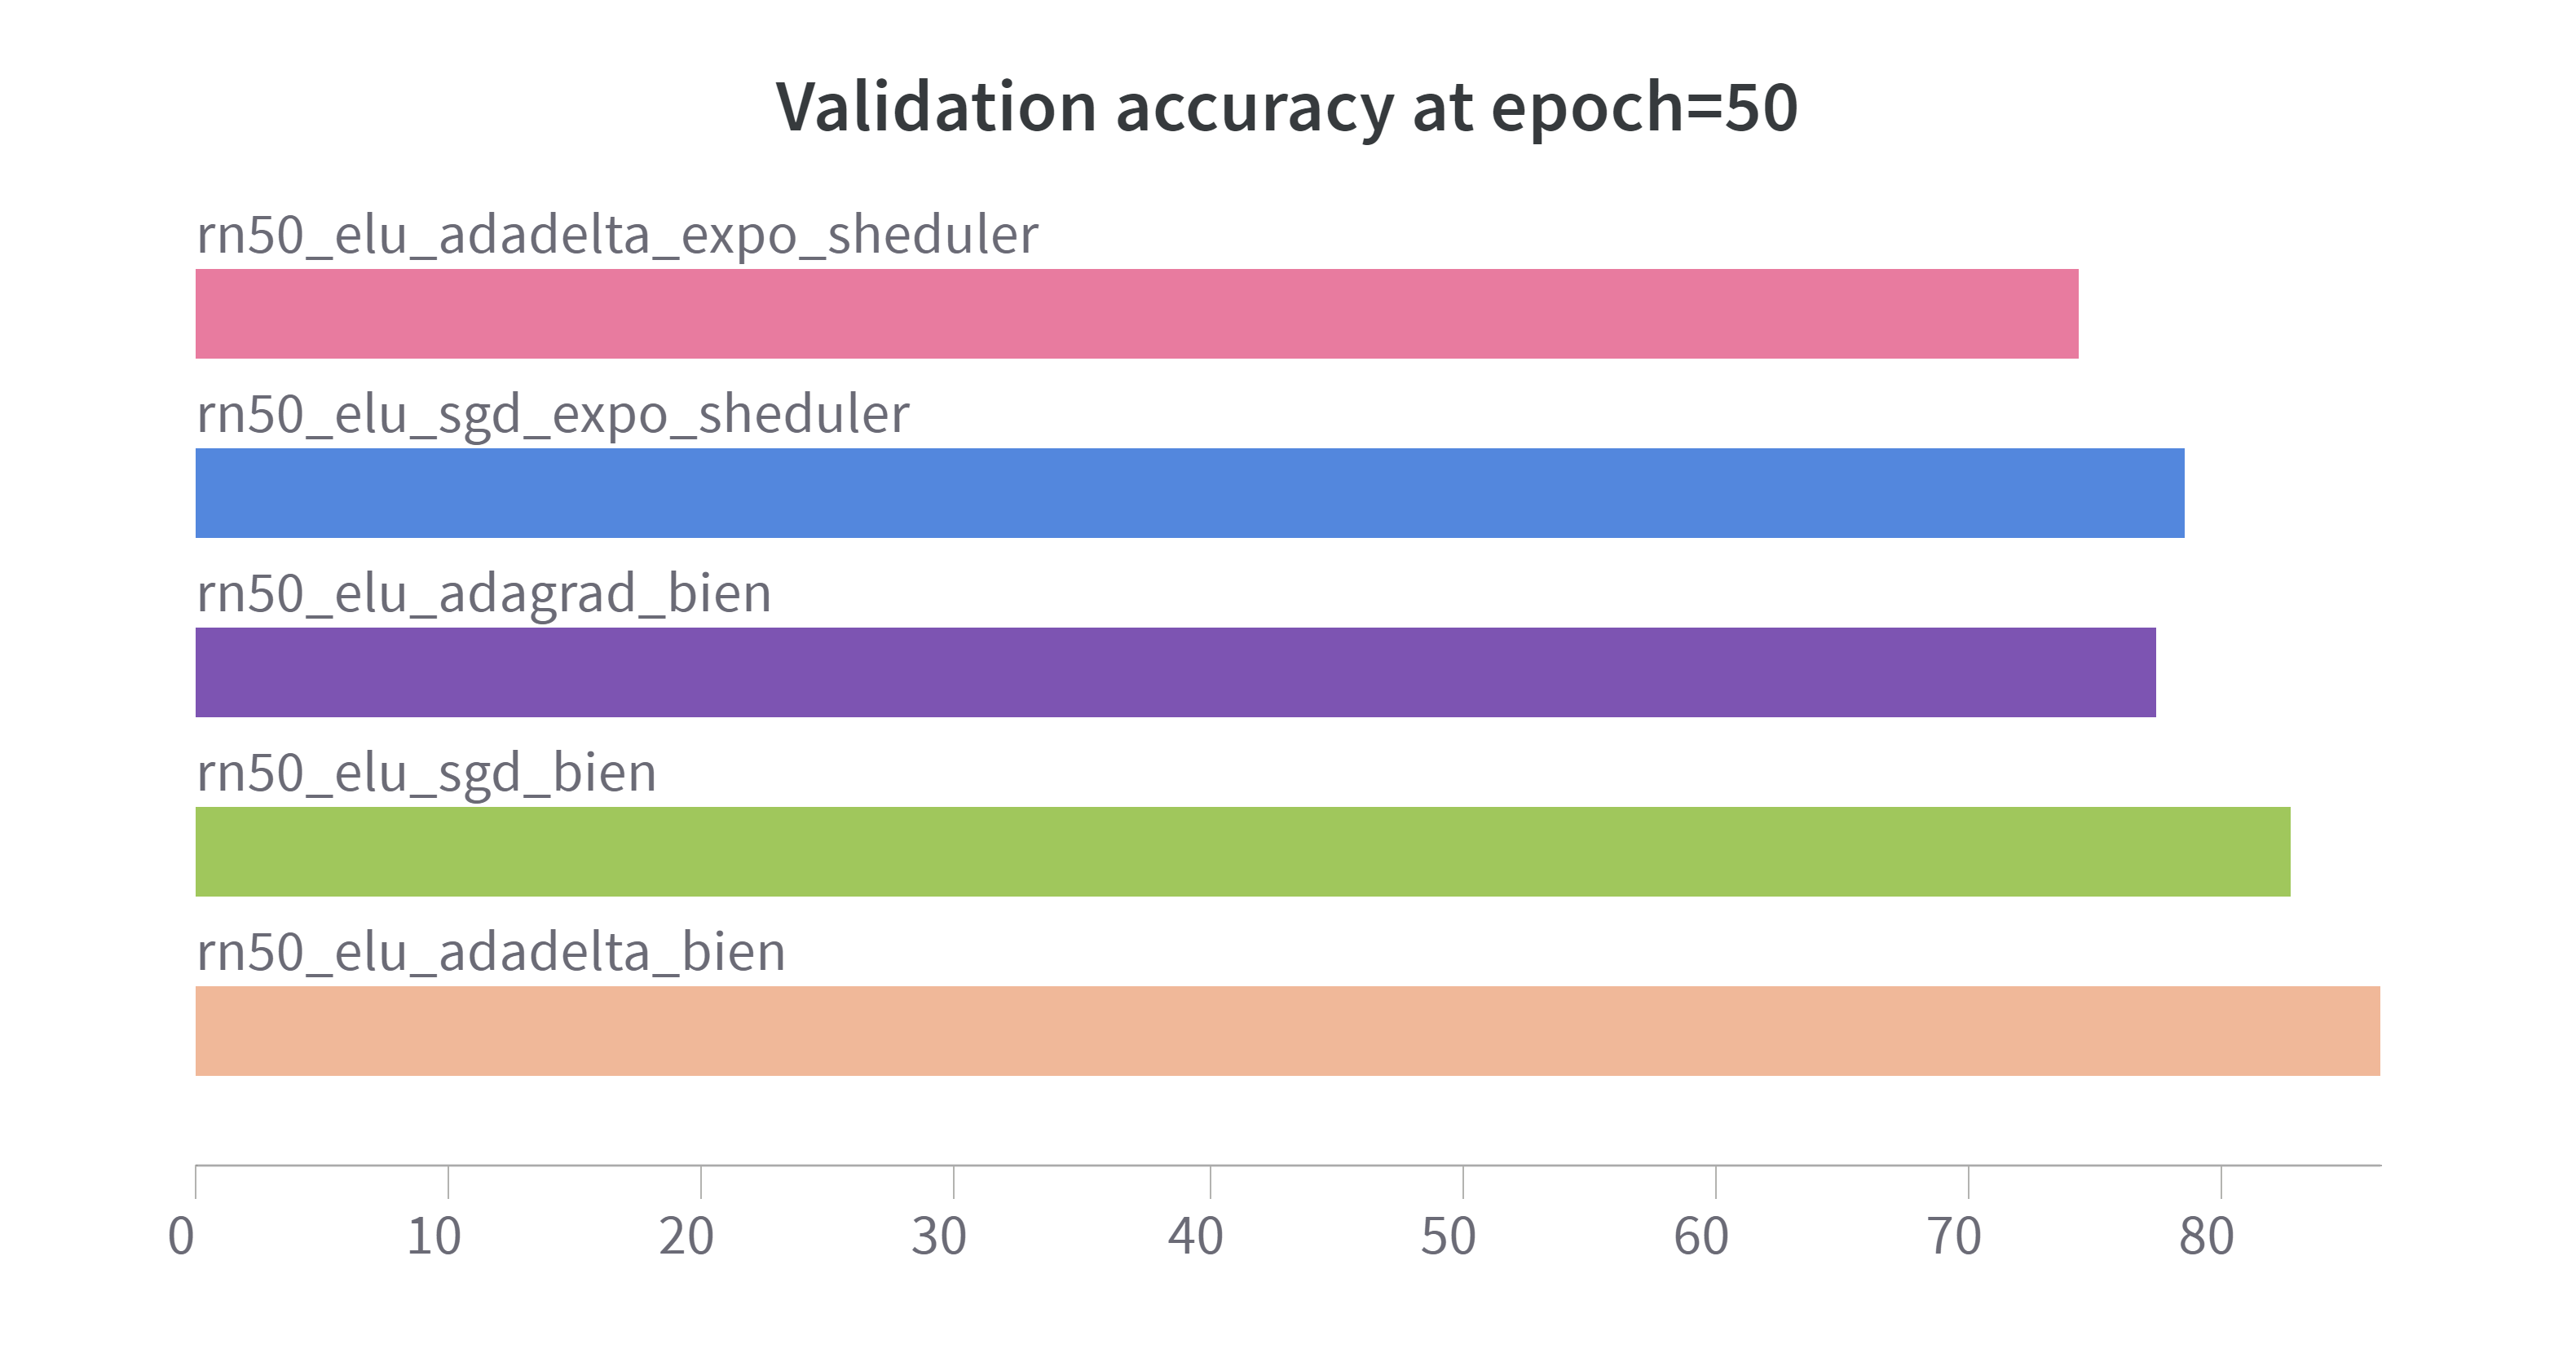 Validation accuracy at epoch=50
rn50_elu_adadelta_expo_sheduler
rn50_elu_sgd_expo_sheduler
rn50_elu_adagrad_bien
rn50_elu_sgd_bien
rn50_elu_adadelta_bien
0 10 20 30 40 50 60 70 80